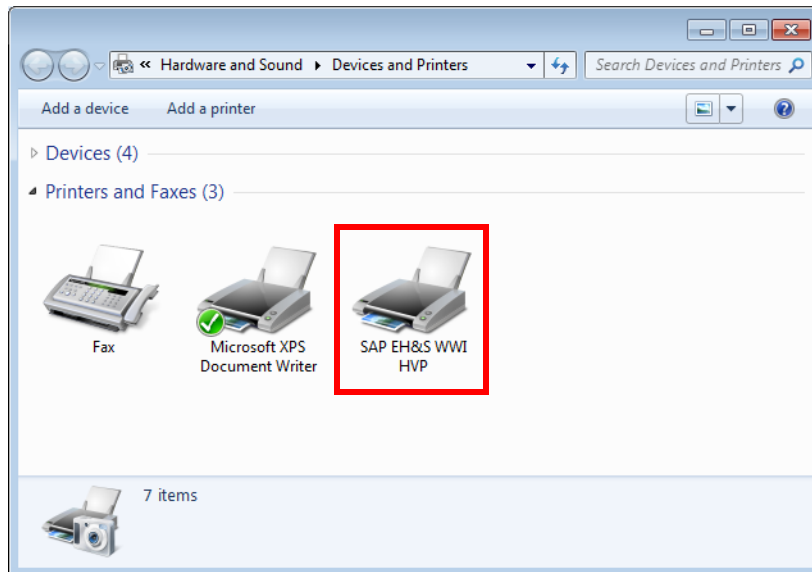 « Hardware and Sound ▸ Devices and Printers
Search Devices and Printers
Add a device Add a printer
Devices (4)
Printers and Faxes (3)
Fax
Microsoft XPS
Document Writer
SAP EH&S WWI
HVP
7 items